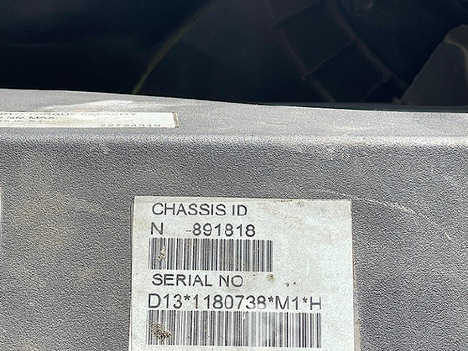 CHASSIS ID
N -891818
SERIAL NO
D13*1180738*M1*H